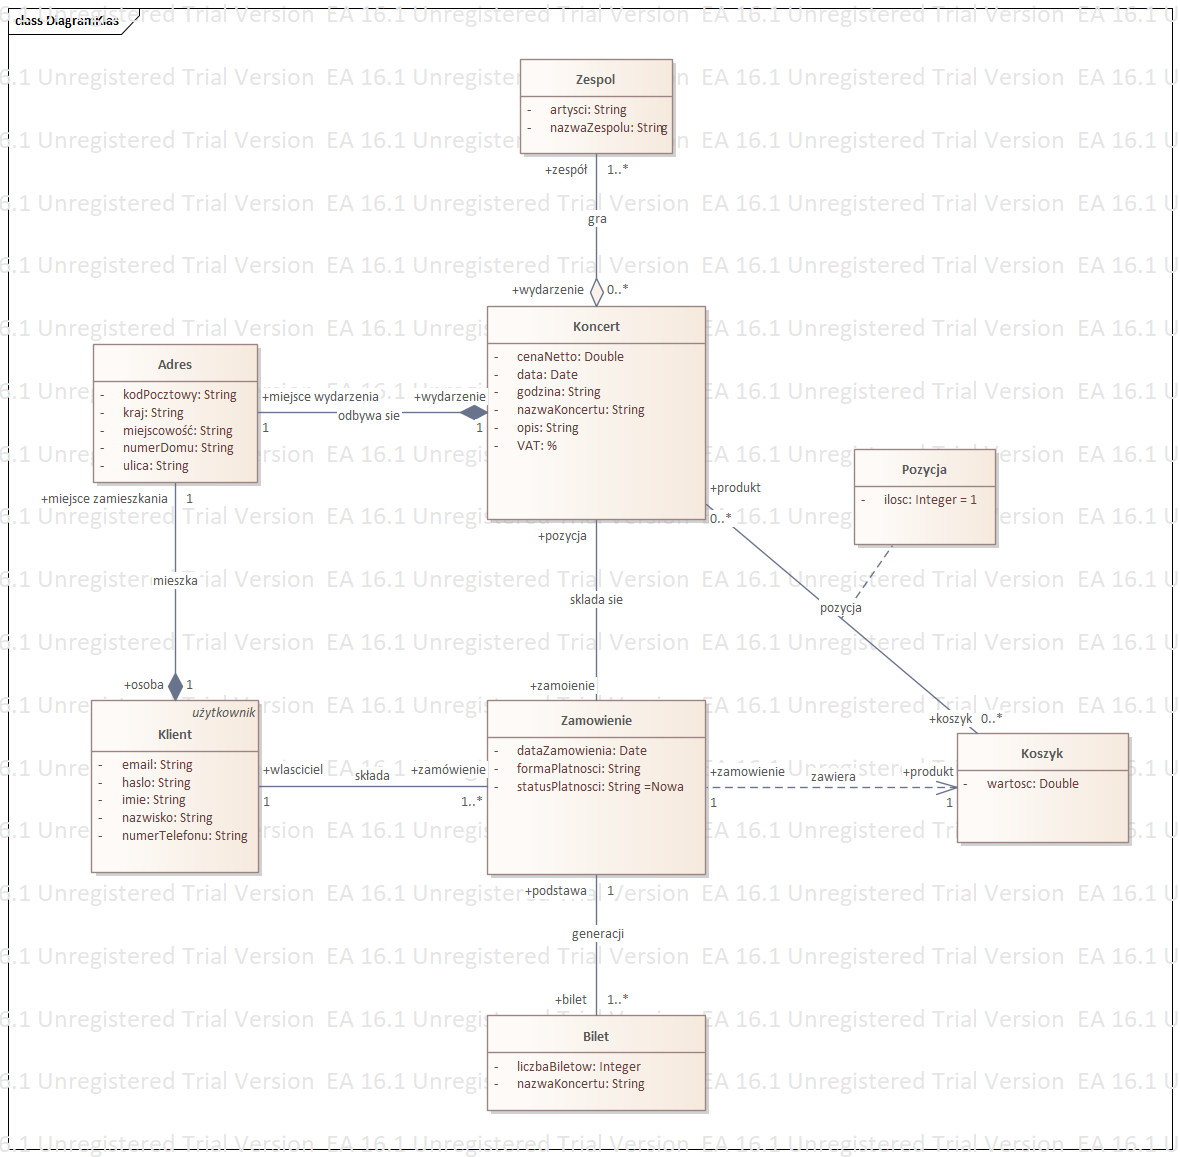 class DiagramKlas
Zespol
- artysci: String
- nazwaZespolu: String
+zespół 1..*
gra
+wydarzenie 0..*
Koncert
- cenaNetto: Double
- data: Date
- godzina: String
- nazwaKoncertu: String
- opis: String
- VAT: %
Adres
- kodPocztowy: String
- kraj: String
- miejscowość: String
- numerDomu: String
- ulica: String
+miejsce wydarzenia +wydarzenie
odbywa sie
1 1
Pozycja
- ilosc: Integer = 1
+produkt
0..*
+miejsce zamieszkania 1
+pozycja
mieszka
sklada sie
pozycja
+osoba 1
+zamoienie
+koszyk 0..*
użytkownik
Klient
- email: String
- haslo: String
- imie: String
- nazwisko: String
- numerTelefonu: String
+wlasciciel +zamówienie
składa
1 1..*
Zamowienie
- dataZamowienia: Date
- formaPlatnosci: String
- statusPlatnosci: String =Nowa
+zamowienie +produkt
zawiera
1 1
Koszyk
- wartosc: Double
+podstawa 1
generacji
+bilet 1..*
Bilet
- liczbaBiletow: Integer
- nazwaKoncertu: String
EA 16.1 Unregistered Trial Version